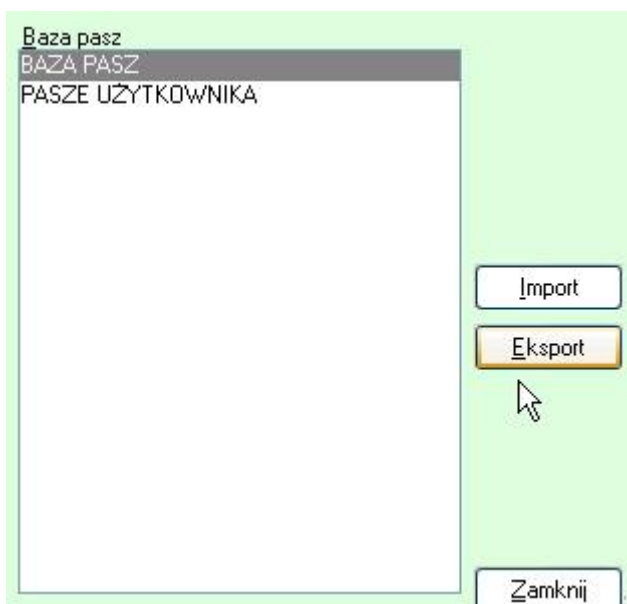 Baza pasz
BAZA PASZ
PASZE UŻYTKOWNIKA
Import
Eksport
Zamknij